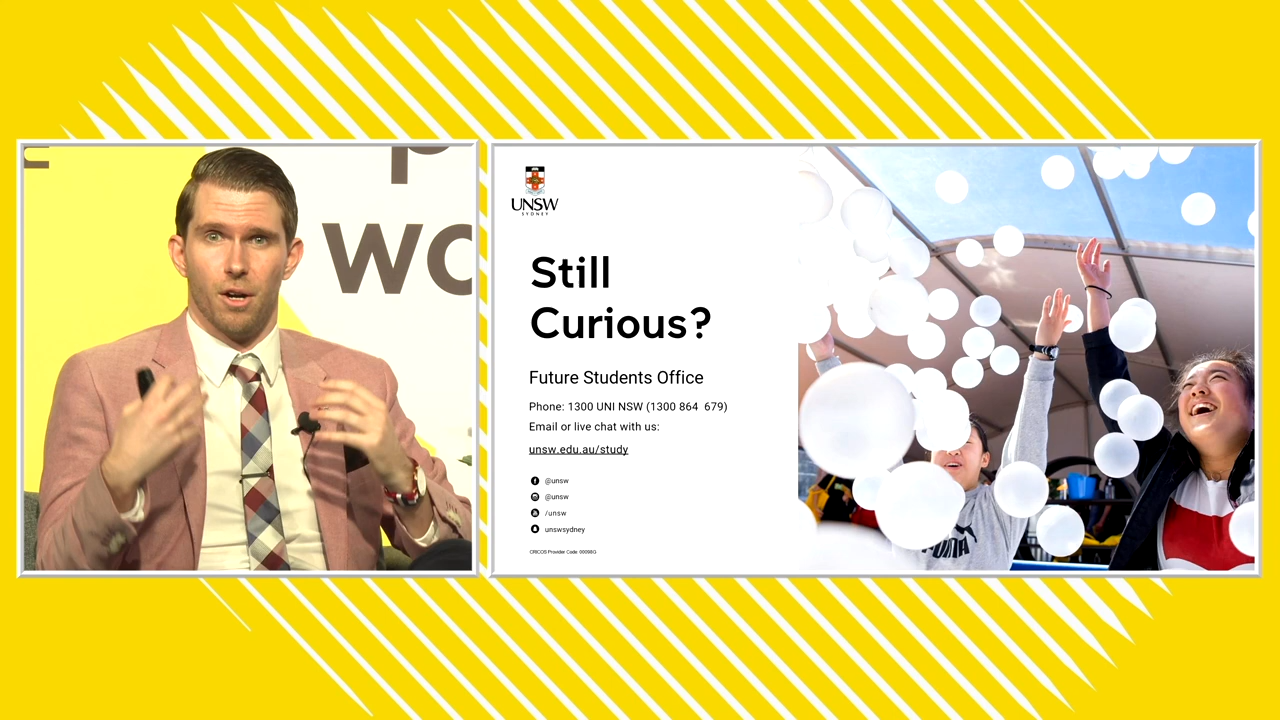 wo
UNSW
SYDNEY
Still
Curious?
Future Students Office
Phone: 1300 UNI NSW (1300 864 679)
Email or live chat with us:
unsw.edu.au/study
@unsw
@unsw
/unsw
unswsydney
CRICOS Provider Code: 00098G
PUMA